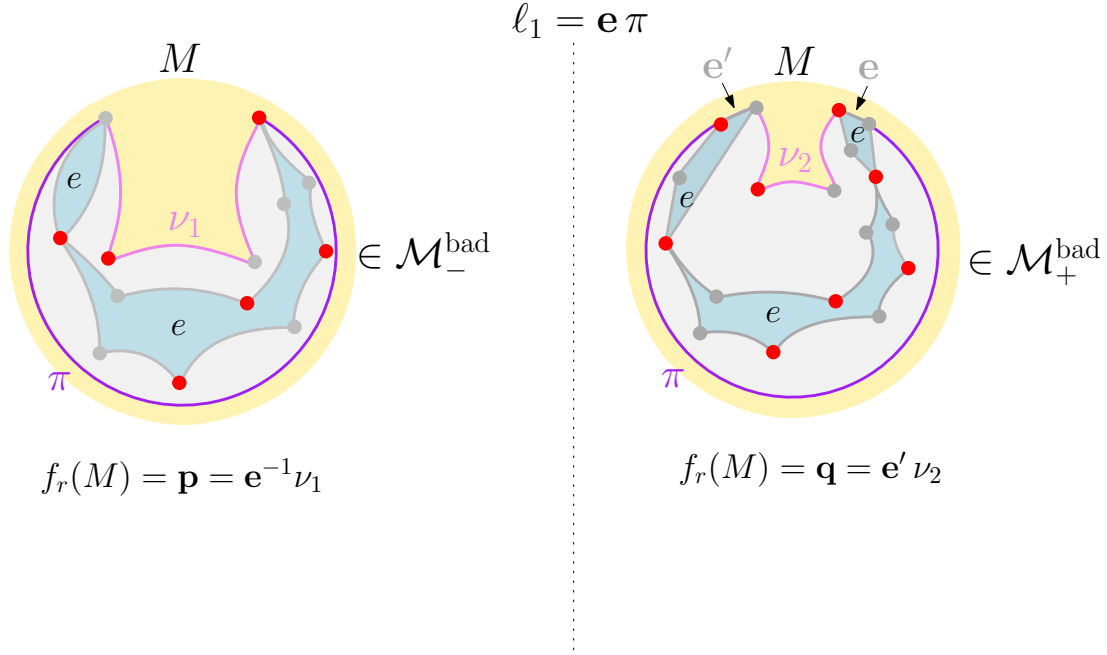 ℓ₁ = e π
M
e
ν₁
e
π
∈ ℳ₋^bad
f_r(M) = p = e⁻¹ν₁
e′
M
e
e
ν₂
e
e
π
∈ ℳ₊^bad
f_r(M) = q = e′ ν₂